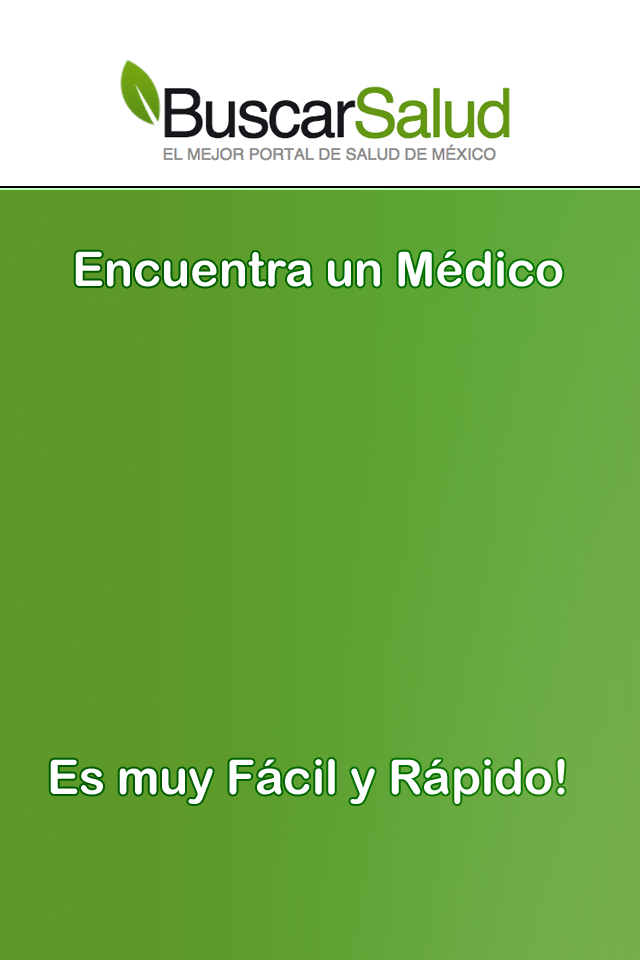 BuscarSalud
EL MEJOR PORTAL DE SALUD DE MÉXICO
Encuentra un Médico
Es muy Fácil y Rápido!